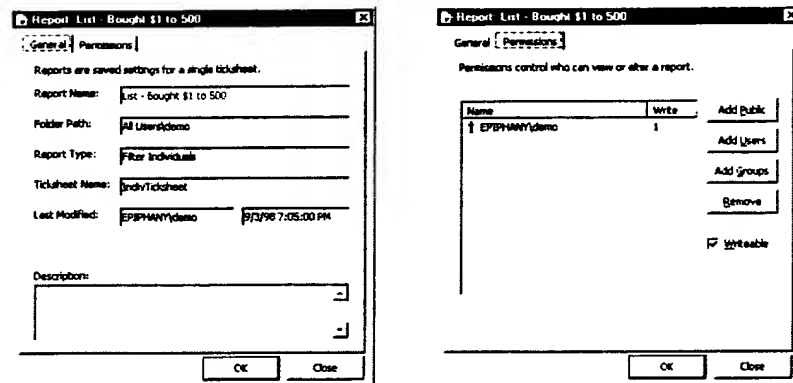 Report List - Bought $1 to 500
General Permissions
Reports are saved settings for a single ticksheet.
Report Name: List - Bought $1 to 500
Folder Path: All Users\demo
Report Type: Filter Individuals
Ticksheet Name: IndivTicksheet
Last Modified: EPIPHANY\demo 9/3/98 7:05:00 PM
Description:
OK Close
Report List - Bought $1 to 500
General Permissions
Permissions control who can view or alter a report.
Name Write
EPIPHANY\demo 1
Add Public
Add Users
Add Groups
Remove
Writeable
OK Close